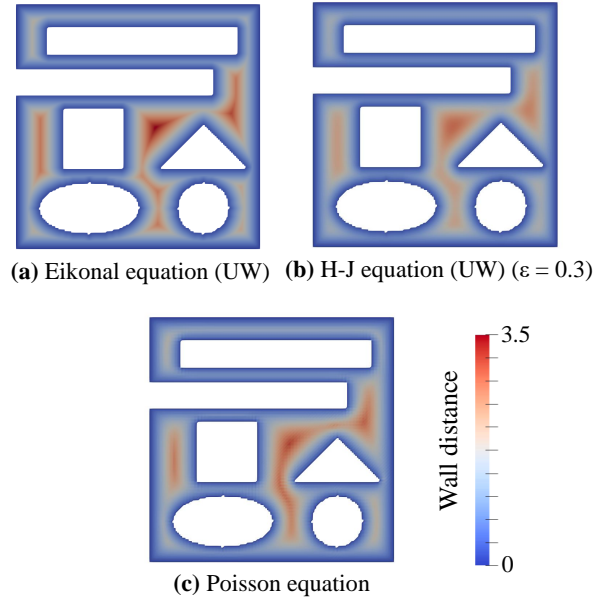 (a) Eikonal equation (UW)
(b) H-J equation (UW) (ε = 0.3)
(c) Poisson equation
3.5
Wall distance
0